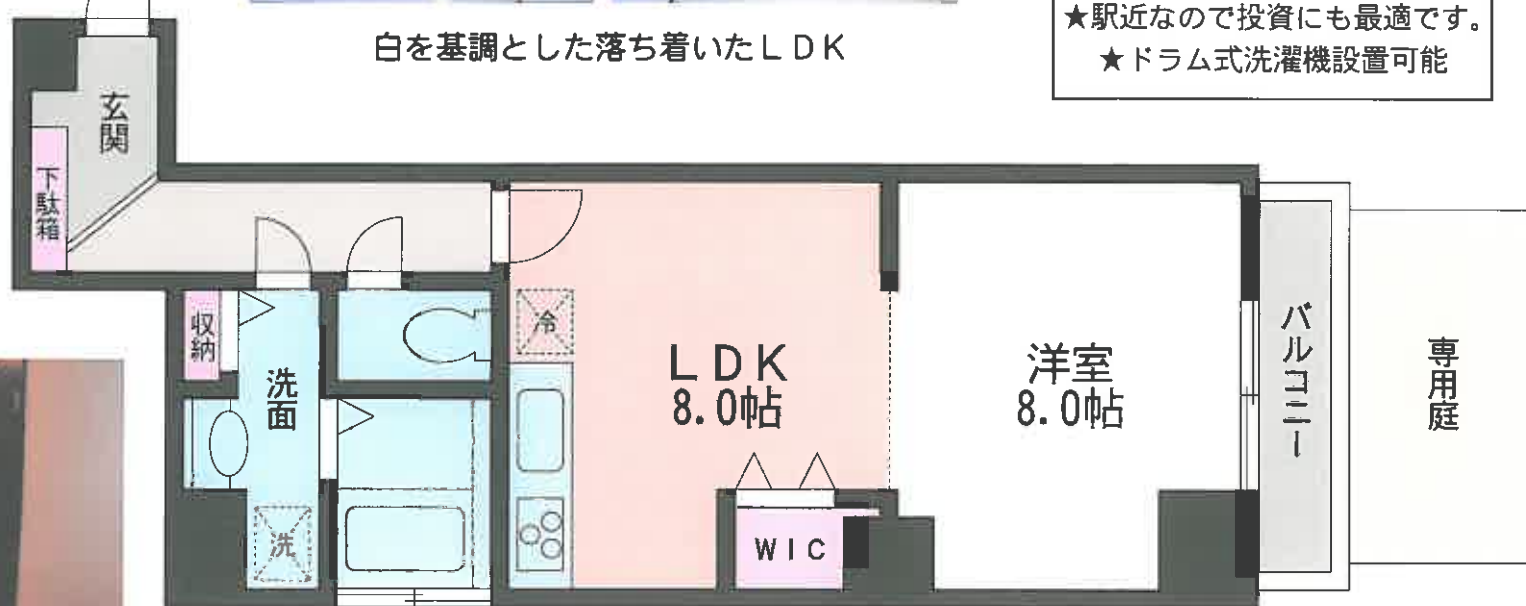 白を基調とした落ち着いたLDK
★駅近なので投資にも最適です。
★ドラム式洗濯機設置可能
玄関
下駄箱
収納
洗面
洗
冷
LDK
8.0帖
WIC
洋室
8.0帖
バルコニー
専用庭